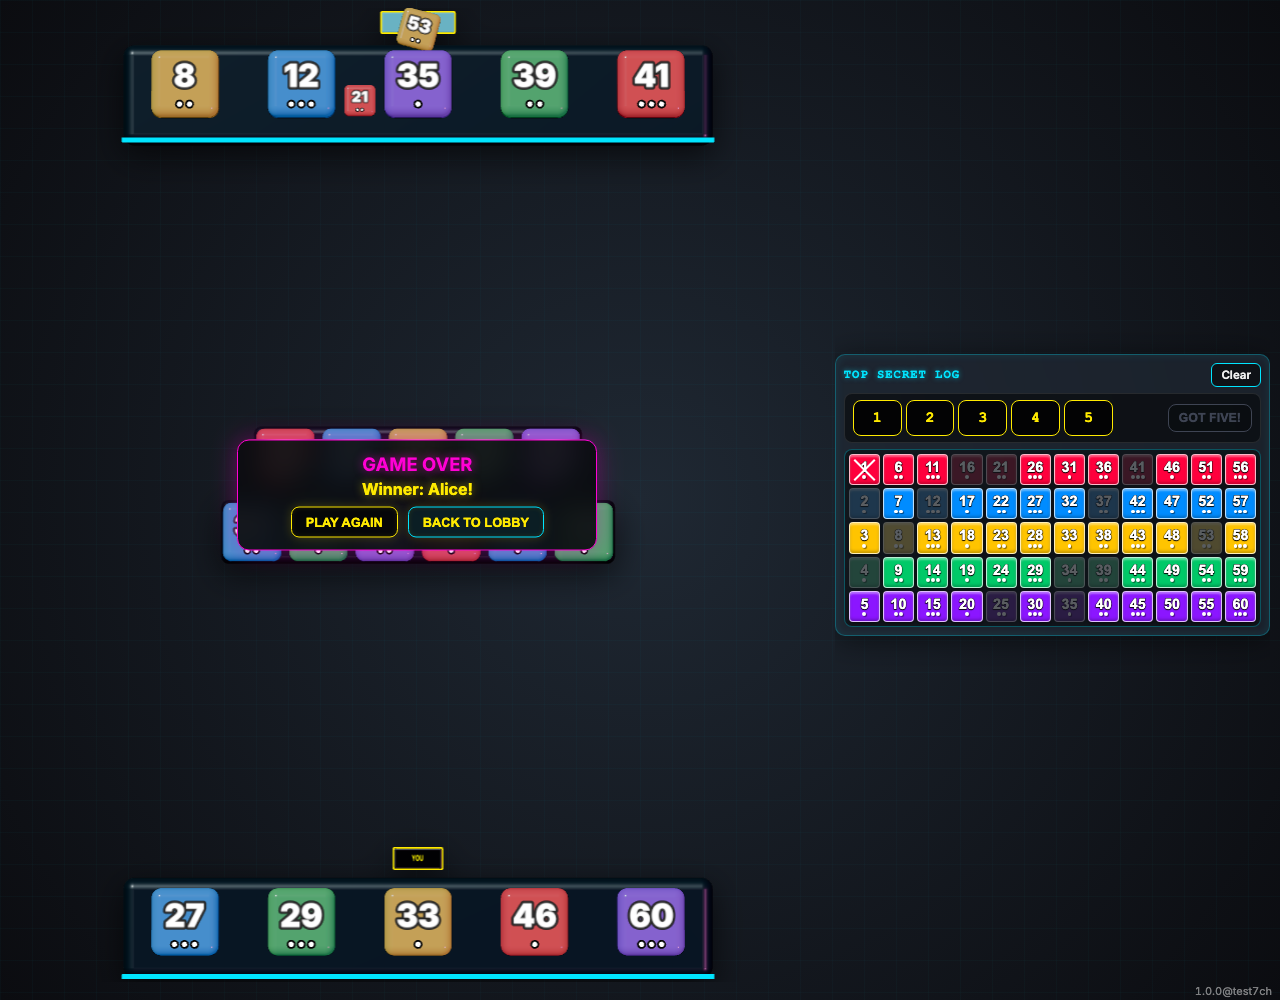 53
8 12 35 39 41
21
TOP SECRET LOG Clear
1 2 3 4 5 GOT FIVE!
1 6 11 16 21 26 31 36 41 46 51 56
2 7 12 17 22 27 32 37 42 47 52 57
3 8 13 18 23 28 33 38 43 48 53 58
4 9 14 19 24 29 34 39 44 49 54 59
5 10 15 20 25 30 35 40 45 50 55 60
GAME OVER
Winner: Alice!
PLAY AGAIN BACK TO LOBBY
YOU
27 29 33 46 60
1.0.0@test7ch